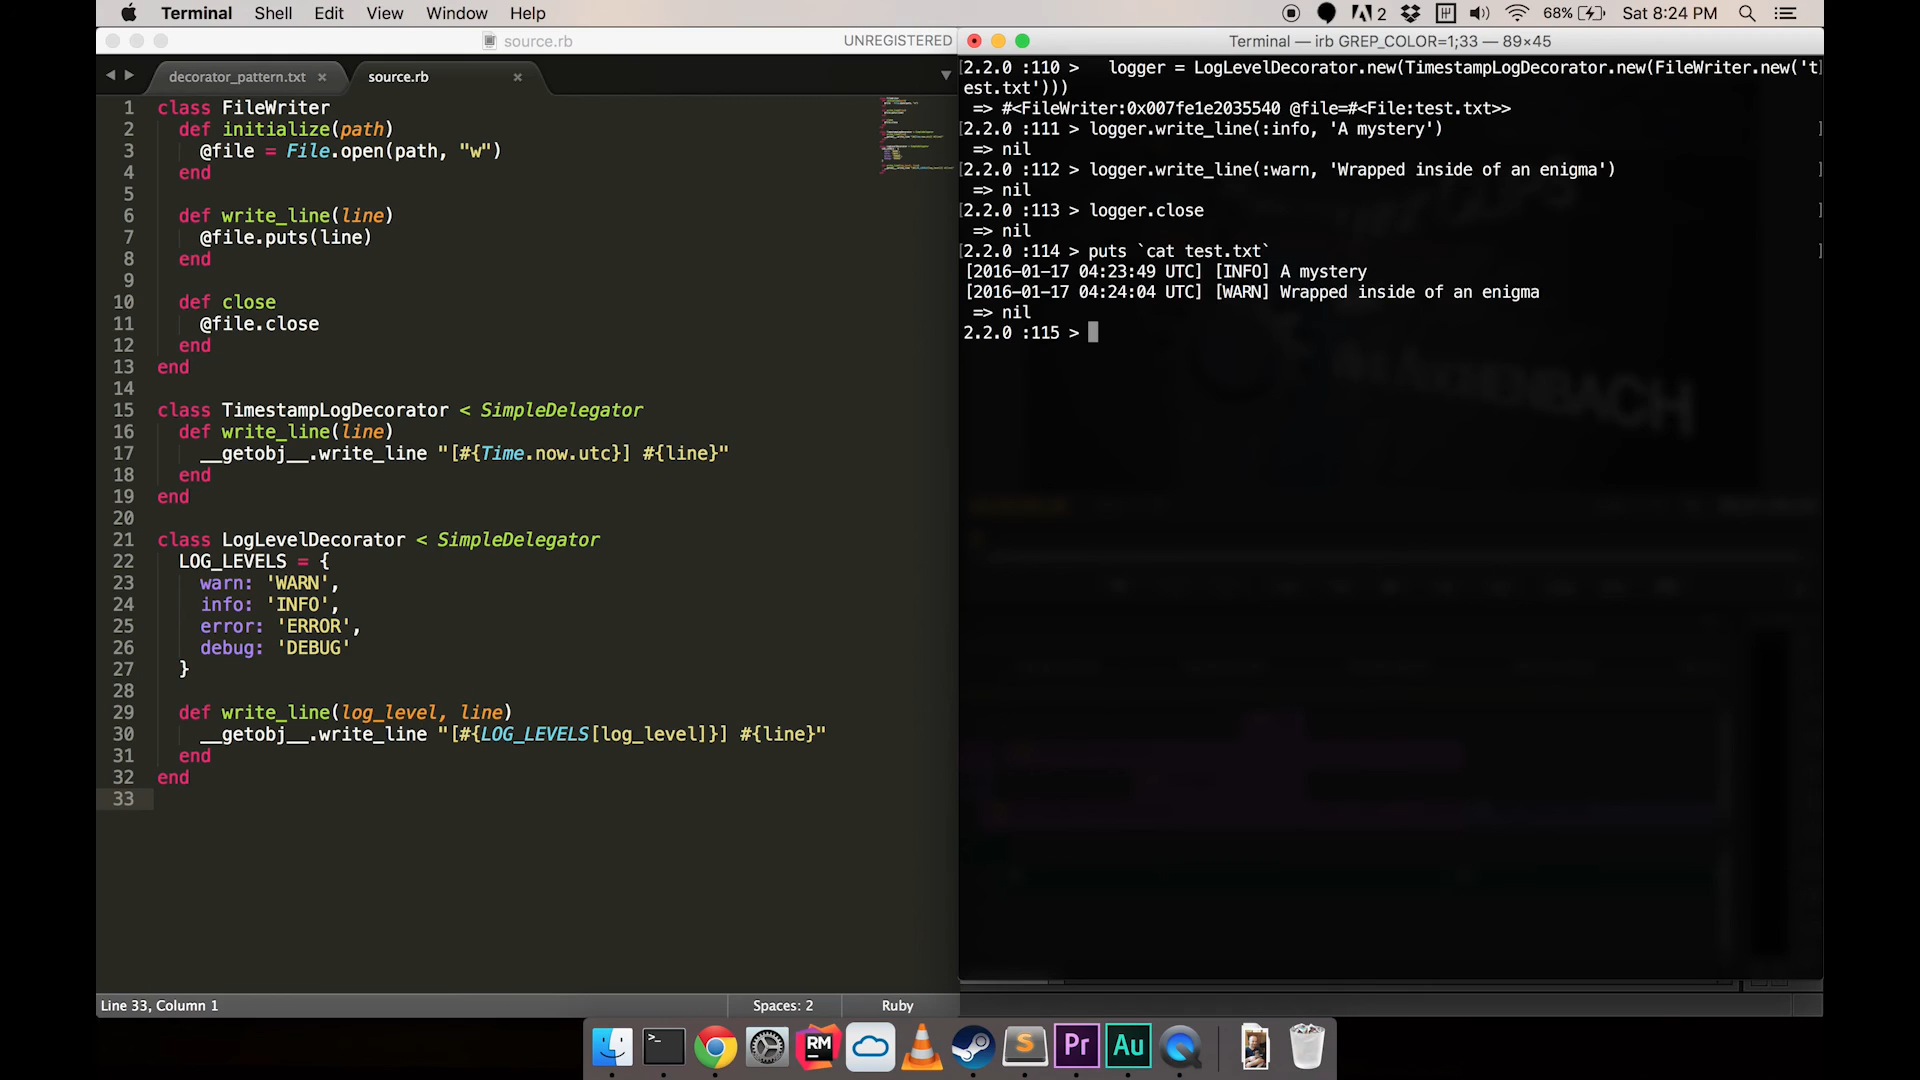 Terminal Shell Edit View Window Help
2 68% Sat 8:24 PM
source.rb UNREGISTERED
decorator_pattern.txt × source.rb ×
1 class FileWriter
2 def initialize(path)
3 @file = File.open(path, "w")
4 end
5
6 def write_line(line)
7 @file.puts(line)
8 end
9
10 def close
11 @file.close
12 end
13 end
14
15 class TimestampLogDecorator < SimpleDelegator
16 def write_line(line)
17 __getobj__.write_line "[#{Time.now.utc}] #{line}"
18 end
19 end
20
21 class LogLevelDecorator < SimpleDelegator
22 LOG_LEVELS = {
23 warn: 'WARN',
24 info: 'INFO',
25 error: 'ERROR',
26 debug: 'DEBUG'
27 }
28
29 def write_line(log_level, line)
30 __getobj__.write_line "[#{LOG_LEVELS[log_level]}] #{line}"
31 end
32 end
33
Line 33, Column 1 Spaces: 2 Ruby
Terminal — irb GREP_COLOR=1;33 — 89×45
[2.2.0 :110 > logger = LogLevelDecorator.new(TimestampLogDecorator.new(FileWriter.new('t]
est.txt')))
=> #<FileWriter:0x007fe1e2035540 @file=#<File:test.txt>>
[2.2.0 :111 > logger.write_line(:info, 'A mystery') ]
=> nil
[2.2.0 :112 > logger.write_line(:warn, 'Wrapped inside of an enigma') ]
=> nil
[2.2.0 :113 > logger.close ]
=> nil
[2.2.0 :114 > puts `cat test.txt` ]
[2016-01-17 04:23:49 UTC] [INFO] A mystery
[2016-01-17 04:24:04 UTC] [WARN] Wrapped inside of an enigma
=> nil
2.2.0 :115 >
>_ RM S Pr Au